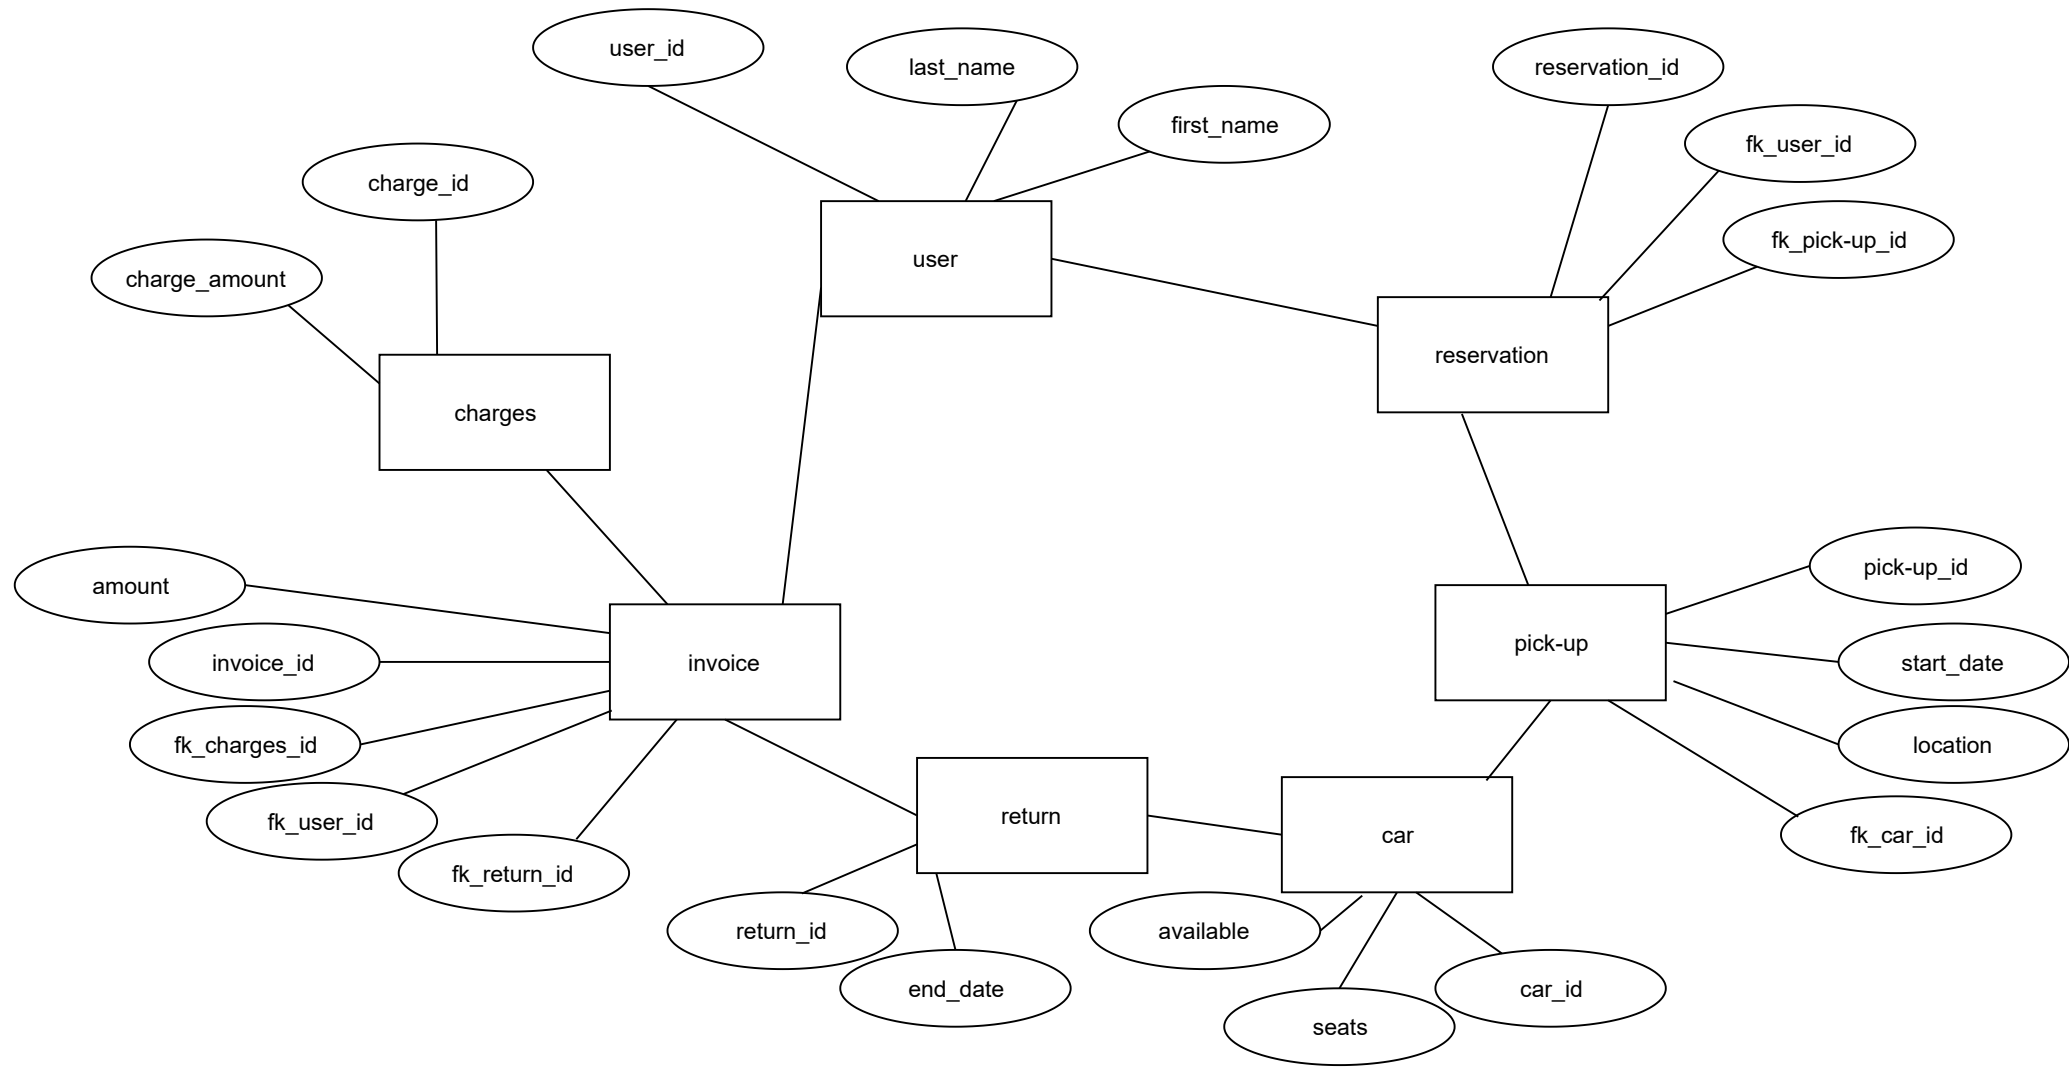 user_id
last_name
reservation_id
first_name
fk_user_id
charge_id
fk_pick-up_id
user
charge_amount
reservation
charges
pick-up_id
amount
pick-up
invoice_id
invoice
start_date
fk_charges_id
location
return
fk_user_id
car
fk_car_id
fk_return_id
return_id
available
end_date
car_id
seats